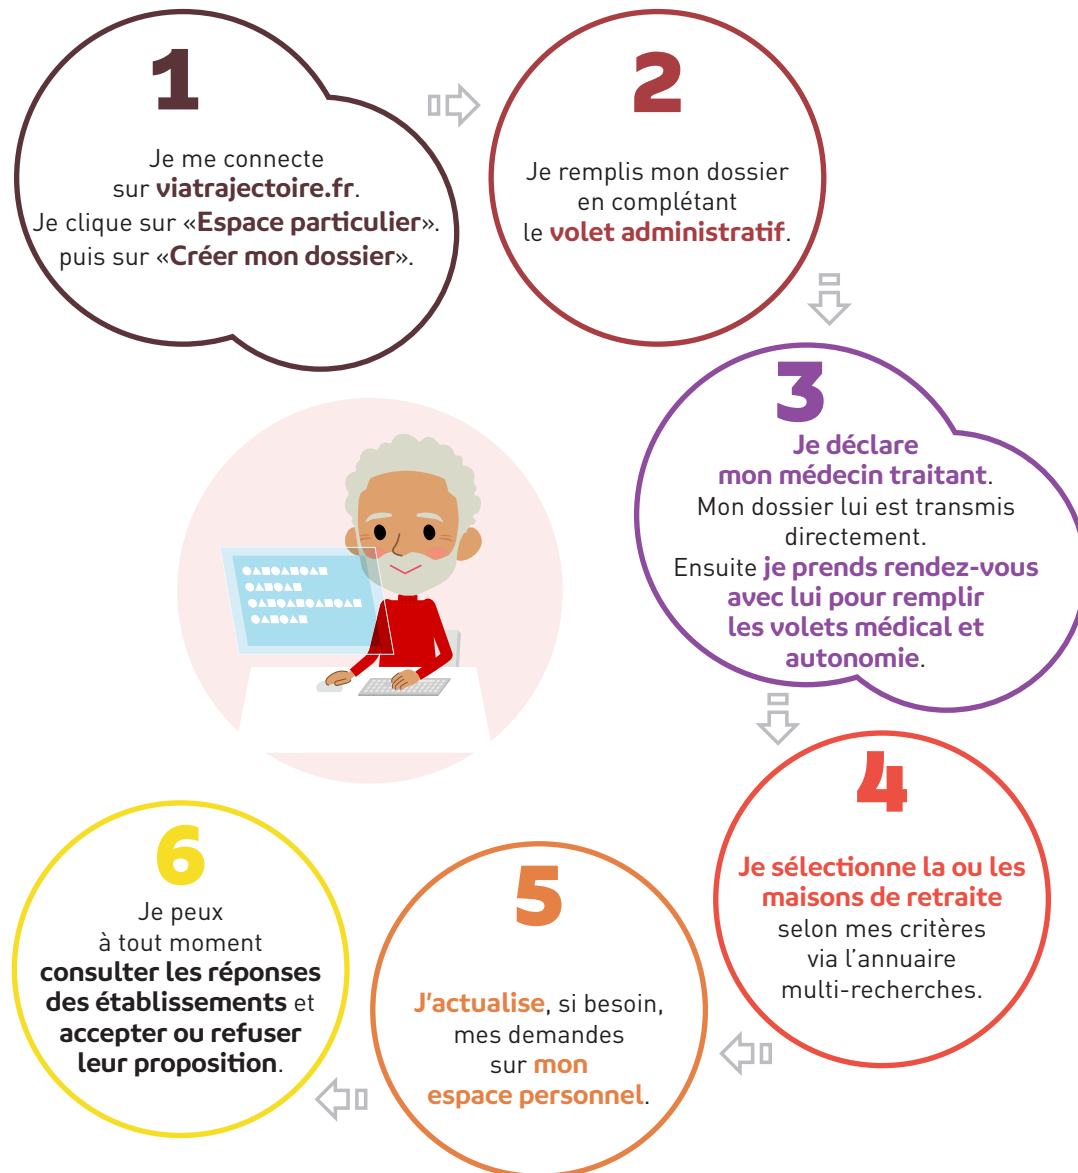 1
Je me connecte
sur viatrajectoire.fr.
Je clique sur «Espace particulier».
puis sur «Créer mon dossier».
2
Je remplis mon dossier
en complétant
le volet administratif.
3
Je déclare
mon médecin traitant.
Mon dossier lui est transmis
directement.
Ensuite je prends rendez-vous
avec lui pour remplir
les volets médical et
autonomie.
4
Je sélectionne la ou les
maisons de retraite
selon mes critères
via l’annuaire
multi-recherches.
5
J’actualise, si besoin,
mes demandes
sur mon
espace personnel.
6
Je peux
à tout moment
consulter les réponses
des établissements et
accepter ou refuser
leur proposition.